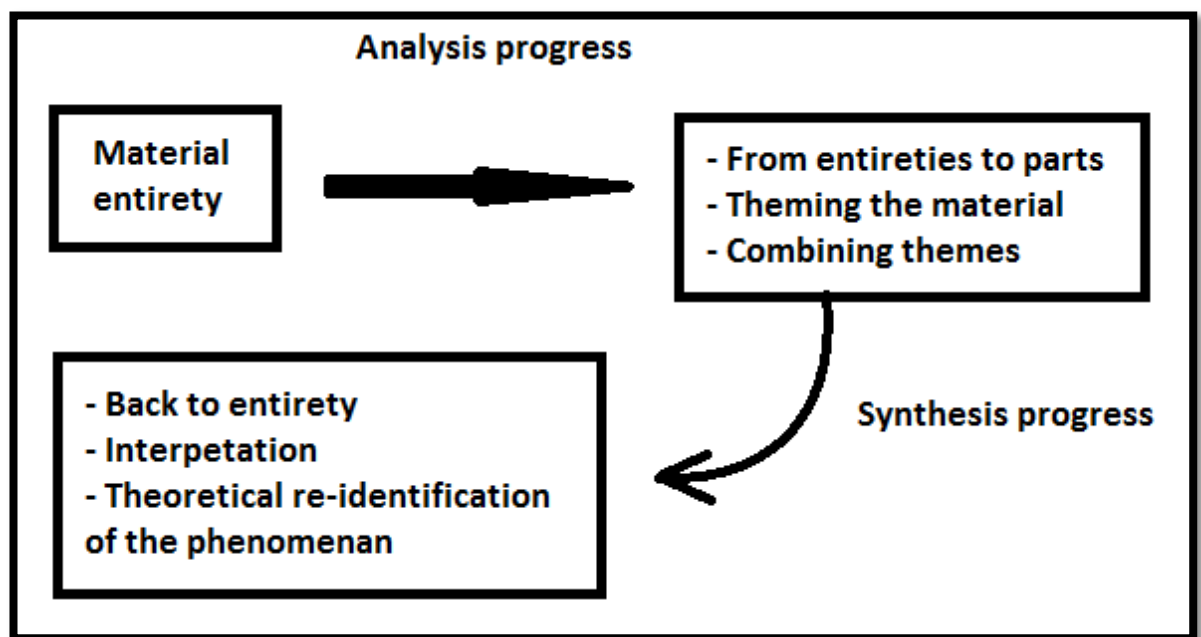 Analysis progress
Material
entirety
- From entireties to parts
- Theming the material
- Combining themes
Synthesis progress
- Back to entirety
- Interpetation
- Theoretical re-identification
of the phenomenan